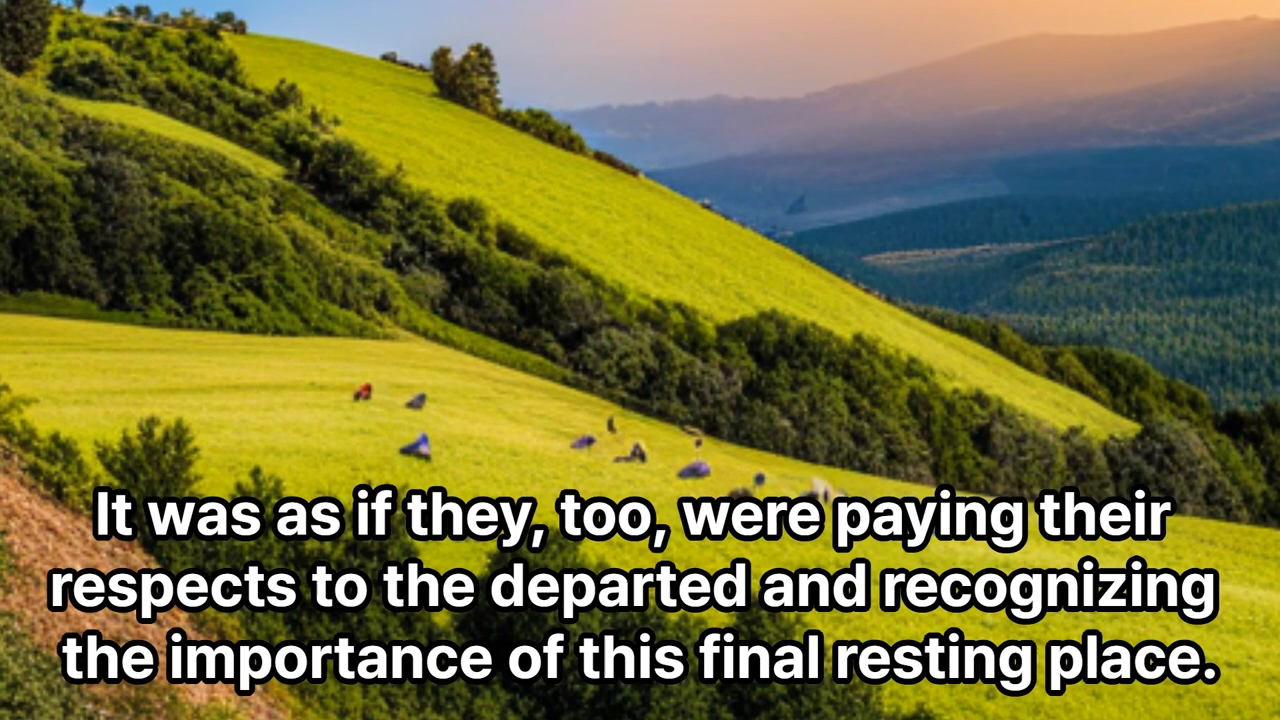 It was as if they, too, were paying their
respects to the departed and recognizing
the importance of this final resting place.